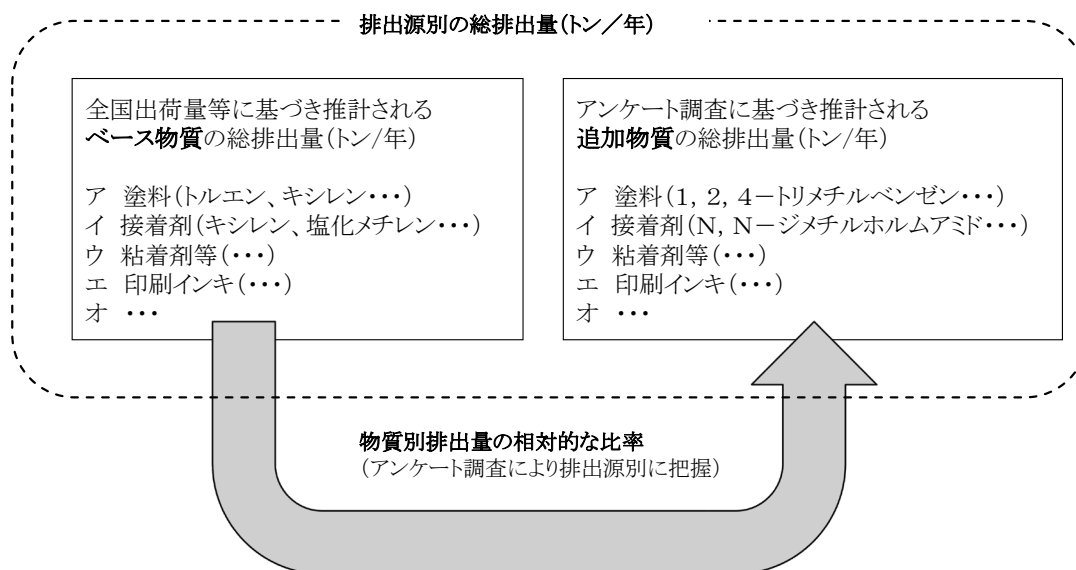 排出源別の総排出量(トン／年)
全国出荷量等に基づき推計される
ベース物質の総排出量(トン/年)
ア 塗料(トルエン、キシレン・・・)
イ 接着剤(キシレン、塩化メチレン・・・)
ウ 粘着剤等(・・・)
エ 印刷インキ(・・・)
オ ・・・
アンケート調査に基づき推計される
追加物質の総排出量(トン/年)
ア 塗料(1, 2, 4－トリメチルベンゼン・・・)
イ 接着剤(N, N－ジメチルホルムアミド・・・)
ウ 粘着剤等(・・・)
エ 印刷インキ(・・・)
オ ・・・
物質別排出量の相対的な比率
(アンケート調査により排出源別に把握)